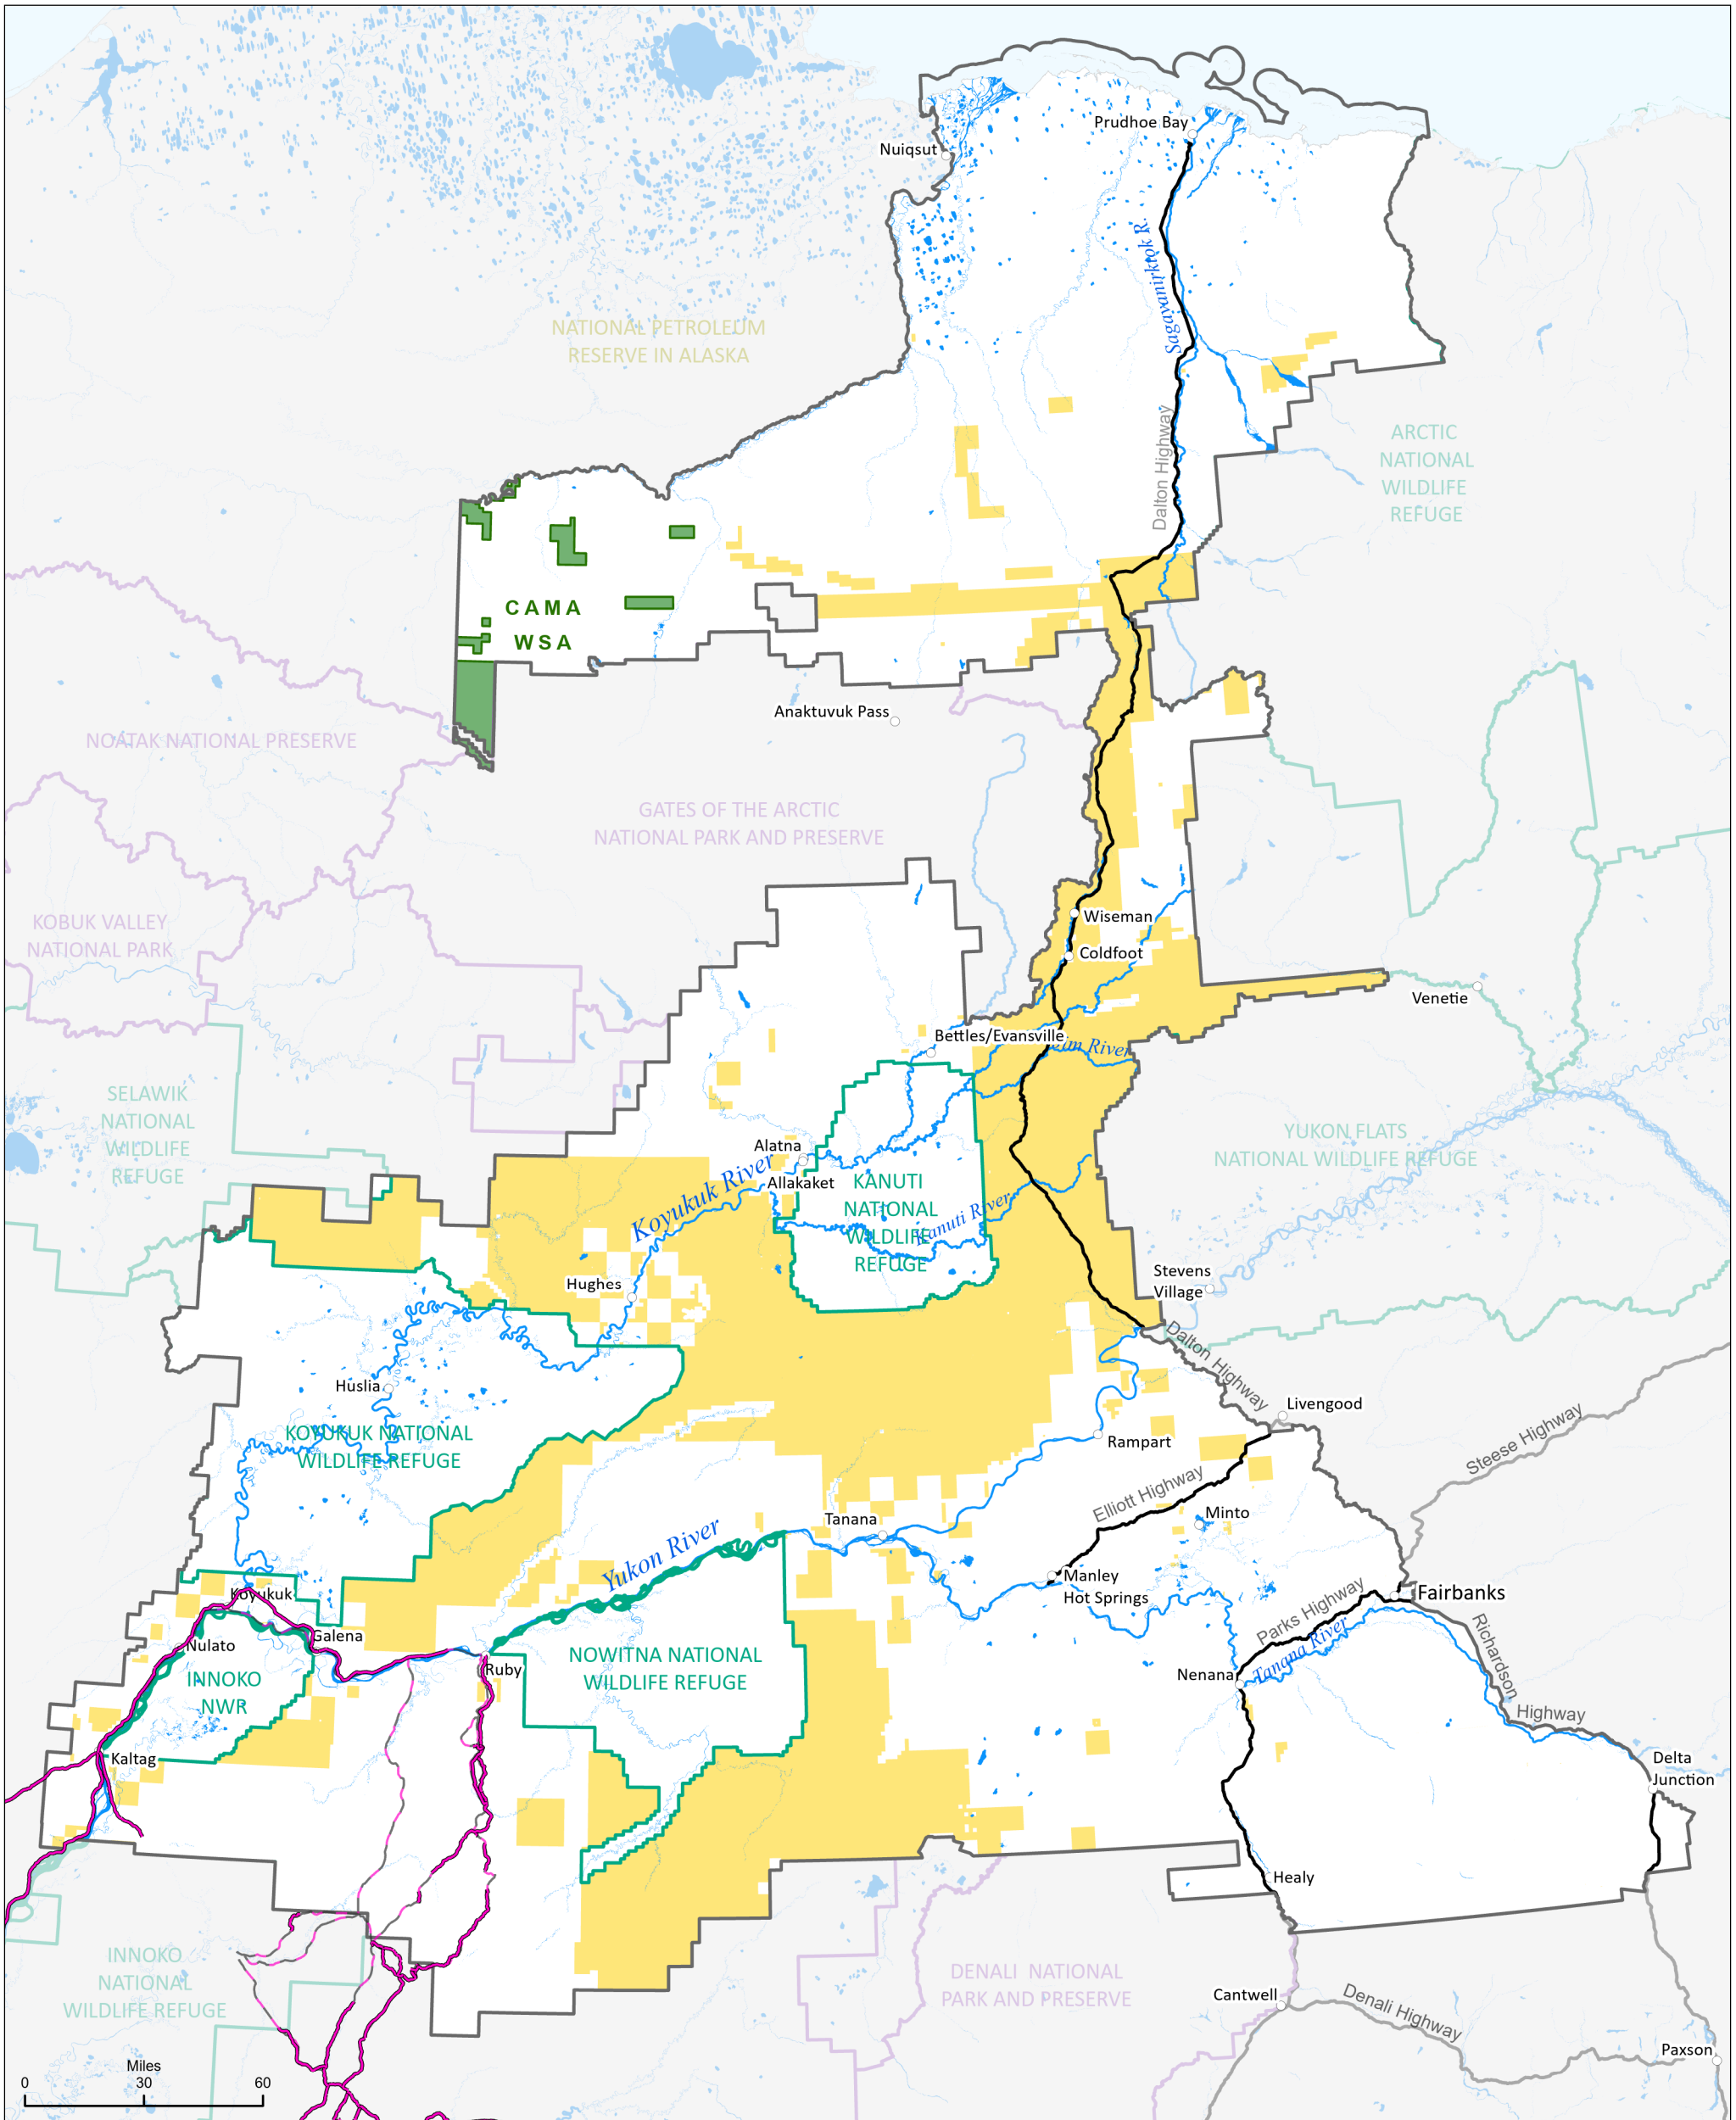 Prudhoe Bay
Nuiqsut
Sagavanirktok R.
NATIONAL PETROLEUM
RESERVE IN ALASKA
Dalton Highway
ARCTIC
NATIONAL
WILDLIFE
REFUGE
CAMA
WSA
Anaktuvuk Pass
NOATAK NATIONAL PRESERVE
GATES OF THE ARCTIC
NATIONAL PARK AND PRESERVE
KOBUK VALLEY
NATIONAL PARK
Wiseman
Coldfoot
Venetie
Bettles/Evansville
River
SELAWIK
NATIONAL
WILDLIFE
REFUGE
YUKON FLATS
NATIONAL WILDLIFE REFUGE
Alatna
Allakaket
Koyukuk River
KANUTI
NATIONAL
WILDLIFE
REFUGE
Kanuti River
Hughes
Stevens
Village
Dalton Highway
Huslia
Livengood
KOYUKUK NATIONAL
WILDLIFE REFUGE
Rampart
Steese Highway
Elliott Highway
Minto
Tanana
Yukon River
Manley
Hot Springs
Koyukuk
Fairbanks
Parks Highway
Tanana River
Richardson
Highway
Nulato
Galena
Ruby
NOWITNA NATIONAL
WILDLIFE REFUGE
Nenana
INNOKO
NWR
Kaltag
Delta
Junction
Healy
INNOKO
NATIONAL
WILDLIFE REFUGE
DENALI NATIONAL
PARK AND PRESERVE
Cantwell
Denali Highway
Paxson
Miles
0 30 60